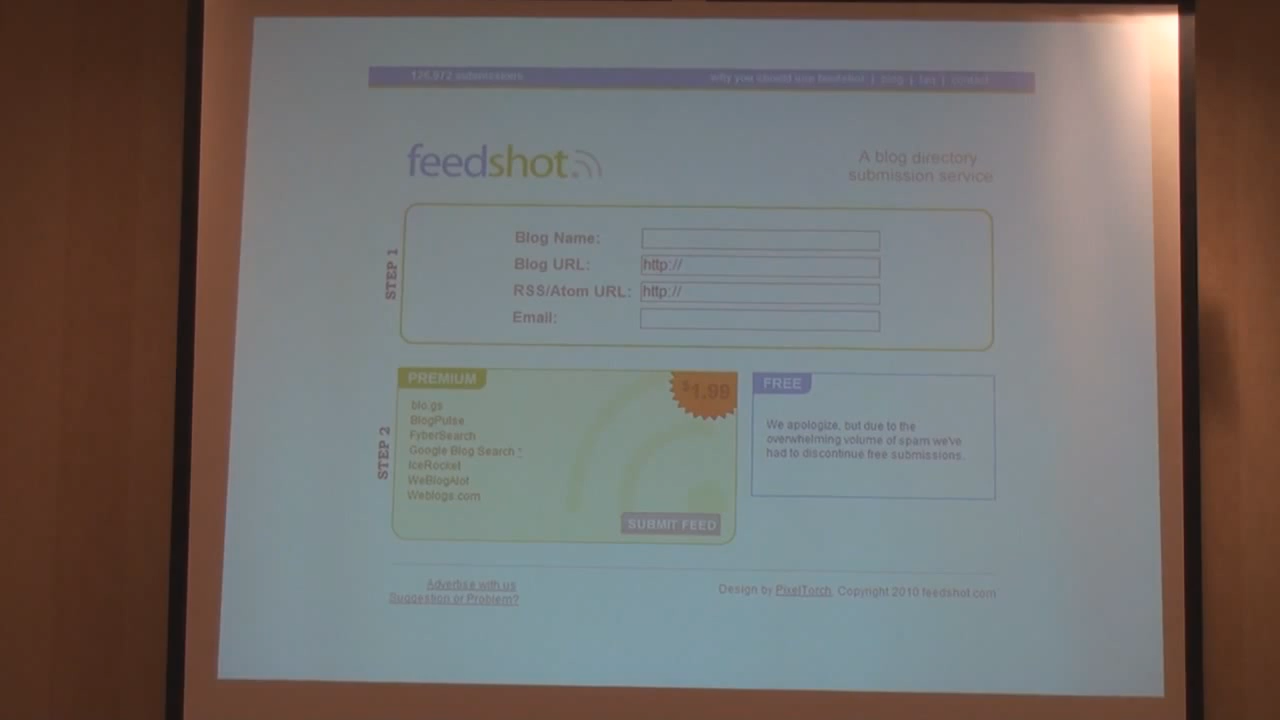 126,972 submissions
why you should use feedshot | blog | faq | contact
feedshot
A blog directory
submission service
STEP 1
Blog Name:
Blog URL: http://
RSS/Atom URL: http://
Email:
STEP 2
PREMIUM
$1.99
blo.gs
BlogPulse
FyberSearch
Google Blog Search *
IceRocket
WeBlogAlot
Weblogs.com
SUBMIT FEED
FREE
We apologize, but due to the
overwhelming volume of spam we've
had to discontinue free submissions.
Advertise with us
Suggestion or Problem?
Design by PixelTorch, Copyright 2010 feedshot.com